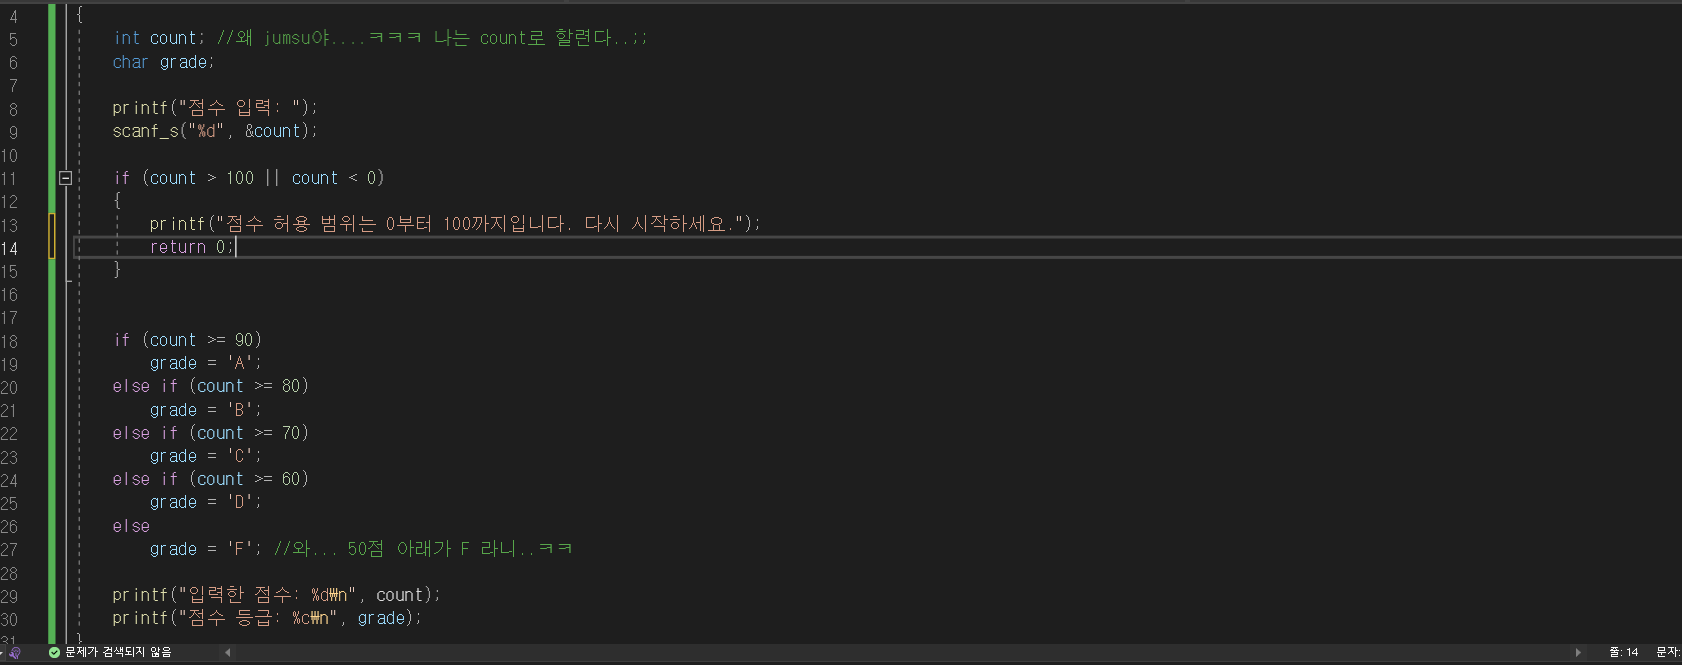 4 {
5 int count; //왜 jumsu야....ㅋㅋㅋ 나는 count로 할련다..;;
6 char grade;
7
8 printf("점수 입력: ");
9 scanf_s("%d", &count);
10
11 if (count > 100 || count < 0)
12 {
13 printf("점수 허용 범위는 0부터 100까지입니다. 다시 시작하세요.");
14 return 0;
15 }
16
17
18 if (count >= 90)
19 grade = 'A';
20 else if (count >= 80)
21 grade = 'B';
22 else if (count >= 70)
23 grade = 'C';
24 else if (count >= 60)
25 grade = 'D';
26 else
27 grade = 'F'; //와... 50점 아래가 F 라니..ㅋㅋ
28
29 printf("입력한 점수: %d₩n", count);
30 printf("점수 등급: %c₩n", grade);
31 }
문제가 검색되지 않음 줄: 14 문자: